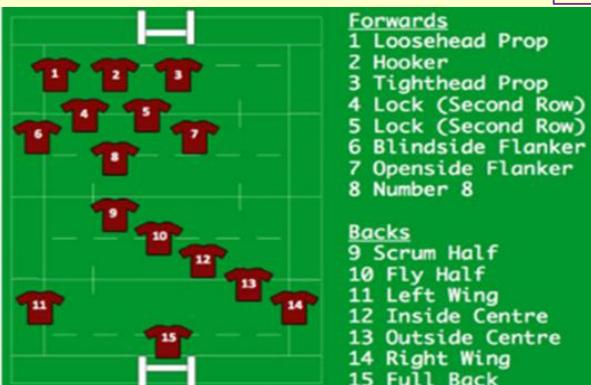 1
2
3
4
5
6
7
8
9
10
12
13
11
14
15
Forwards
1 Loosehead Prop
2 Hooker
3 Tighthead Prop
4 Lock (Second Row)
5 Lock (Second Row)
6 Blindside Flanker
7 Openside Flanker
8 Number 8
Backs
9 Scrum Half
10 Fly Half
11 Left Wing
12 Inside Centre
13 Outside Centre
14 Right Wing
15 Full Back